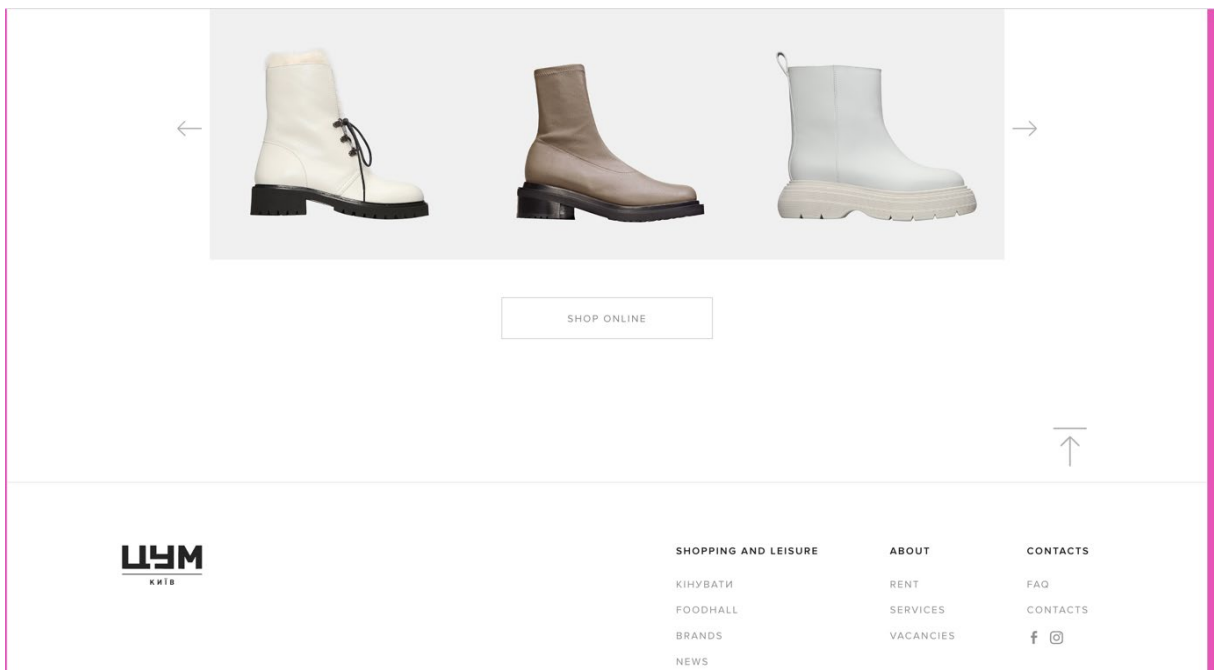 SHOP ONLINE
ЦУМ
КИЇВ
SHOPPING AND LEISURE
КІНУВАТИ
FOODHALL
BRANDS
NEWS
ABOUT
RENT
SERVICES
VACANCIES
CONTACTS
FAQ
CONTACTS